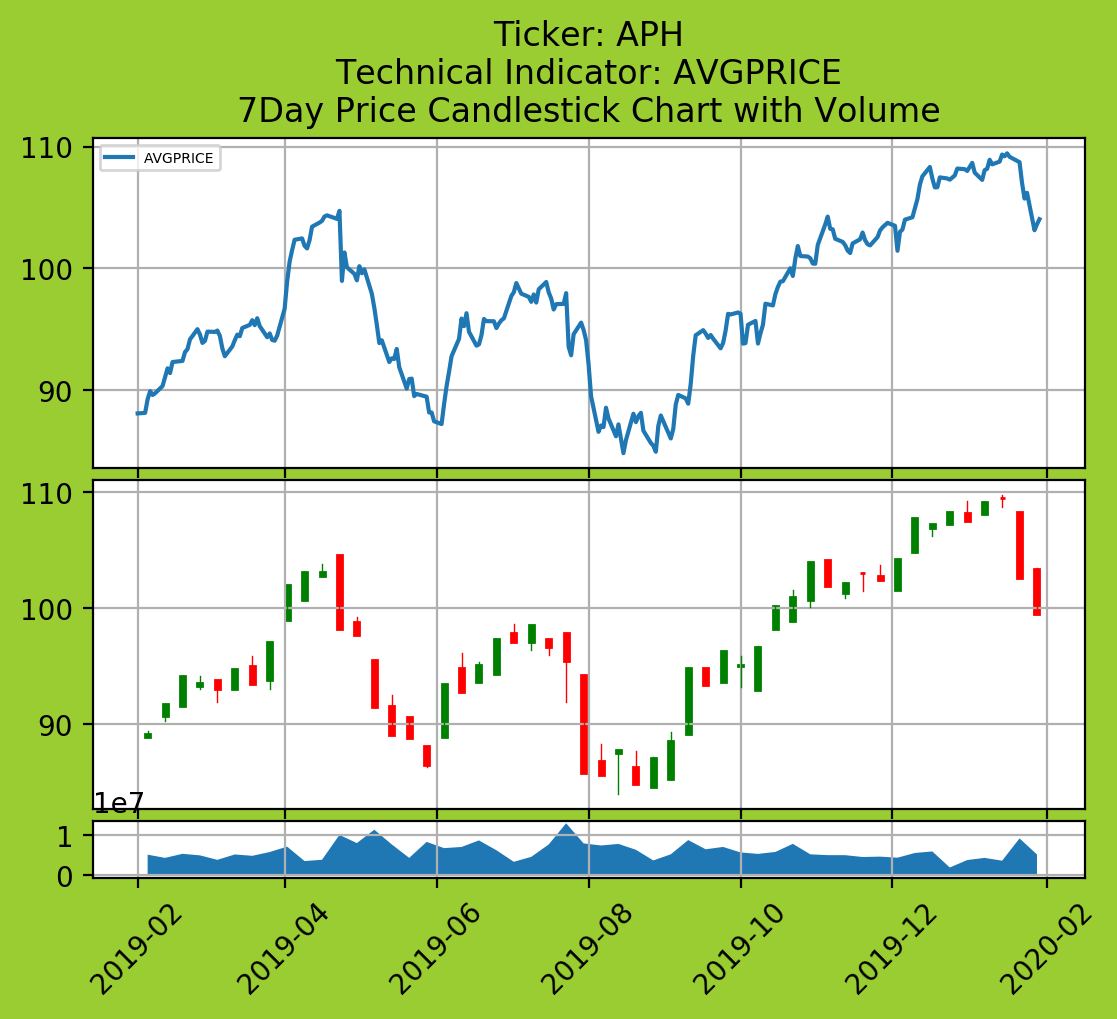 Ticker: APH
Technical Indicator: AVGPRICE
7Day Price Candlestick Chart with Volume
110
AVGPRICE
100
90
110
100
90
1e7
1
0
2019-02 2019-04 2019-06 2019-08 2019-10 2019-12 2020-02